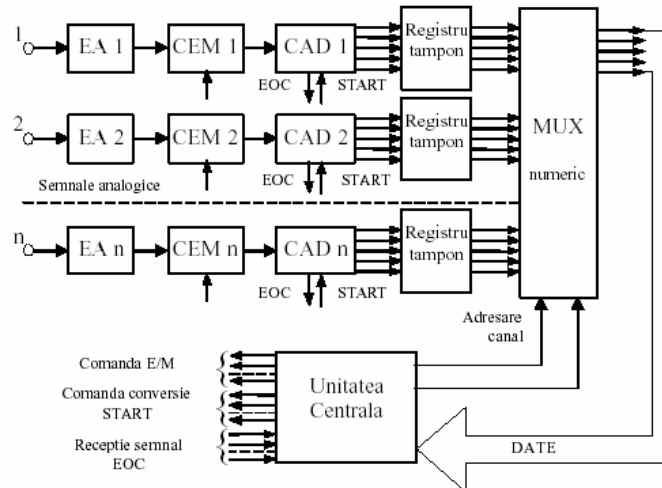 1
EA 1
CEM 1
CAD 1
Registru
tampon
EOC
START
2
EA 2
CEM 2
CAD 2
Registru
tampon
MUX
numeric
EOC
START
Semnale analogice
n
EA n
CEM n
CAD n
Registru
tampon
EOC
START
Adresare
canal
Comanda E/M
Comanda conversie
START
Receptie semnal
EOC
Unitatea
Centrala
DATE